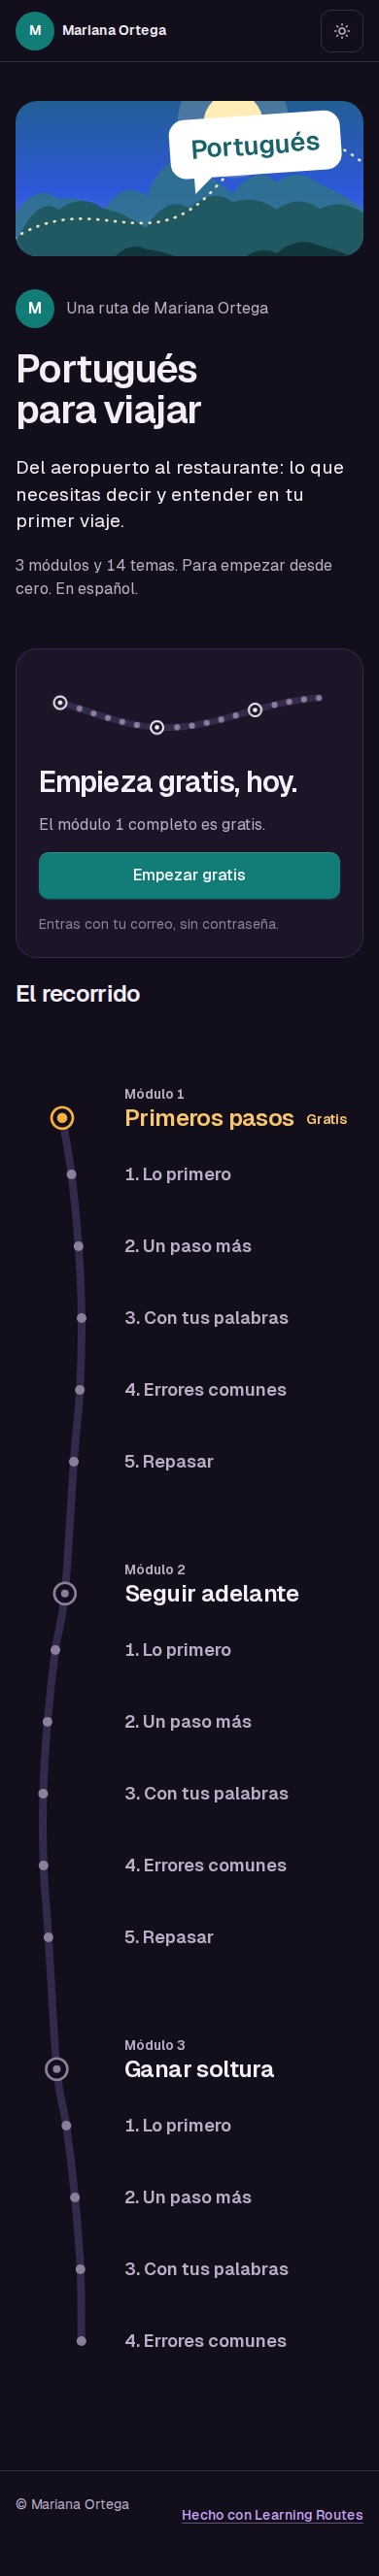 M Mariana Ortega
Portugués
M Una ruta de Mariana Ortega
Portugués
para viajar
Del aeropuerto al restaurante: lo que
necesitas decir y entender en tu
primer viaje.
3 módulos y 14 temas. Para empezar desde
cero. En español.
Empieza gratis, hoy.
El módulo 1 completo es gratis.
Empezar gratis
Entras con tu correo, sin contraseña.
El recorrido
Módulo 1
Primeros pasos Gratis
1. Lo primero
2. Un paso más
3. Con tus palabras
4. Errores comunes
5. Repasar
Módulo 2
Seguir adelante
1. Lo primero
2. Un paso más
3. Con tus palabras
4. Errores comunes
5. Repasar
Módulo 3
Ganar soltura
1. Lo primero
2. Un paso más
3. Con tus palabras
4. Errores comunes
© Mariana Ortega
Hecho con Learning Routes